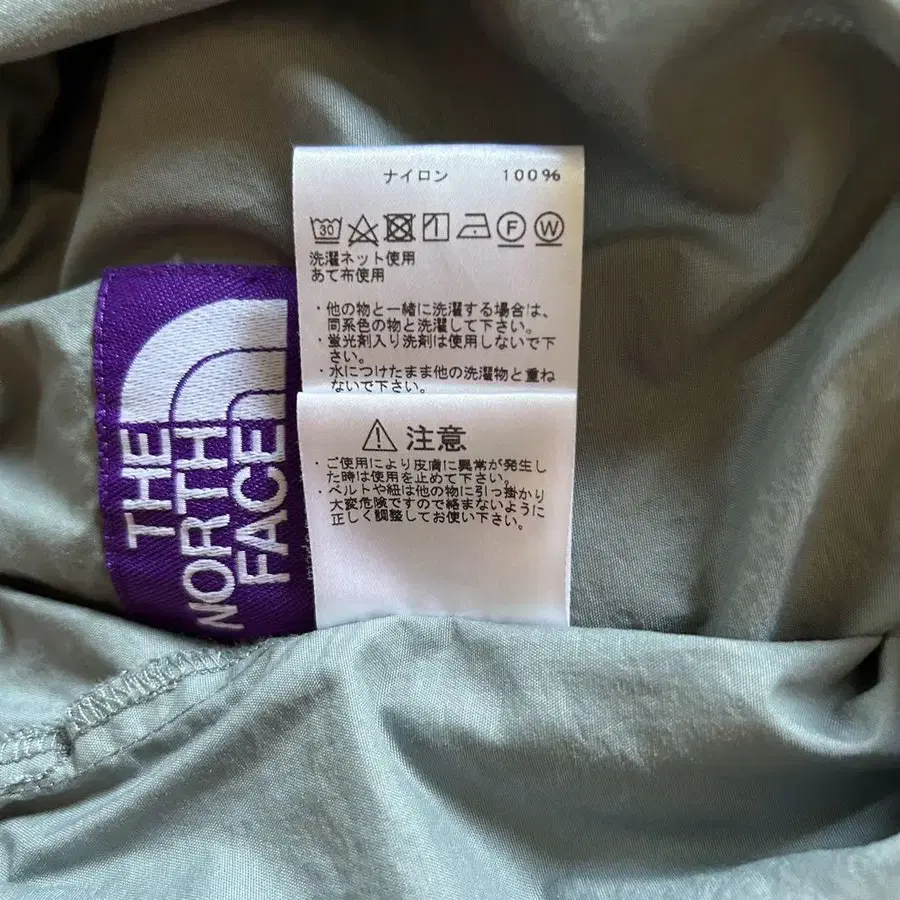 THE
NORTH
FACE
ナイロン 100%
30
F W
洗濯ネット使用
あて布使用
・他の物と一緒に洗濯する場合は、
同系色の物と洗濯して下さい。
・蛍光剤入り洗剤は使用しないで下
さい。
・水につけたまま他の洗濯物と重ね
ないで下さい。
注意
・ご使用により皮膚に異常が発生し
た時は使用を止めて下さい。
・ベルトや紐は他の物に引っ掛かり
大変危険ですので絡まないように
正しく調整してお使い下さい。